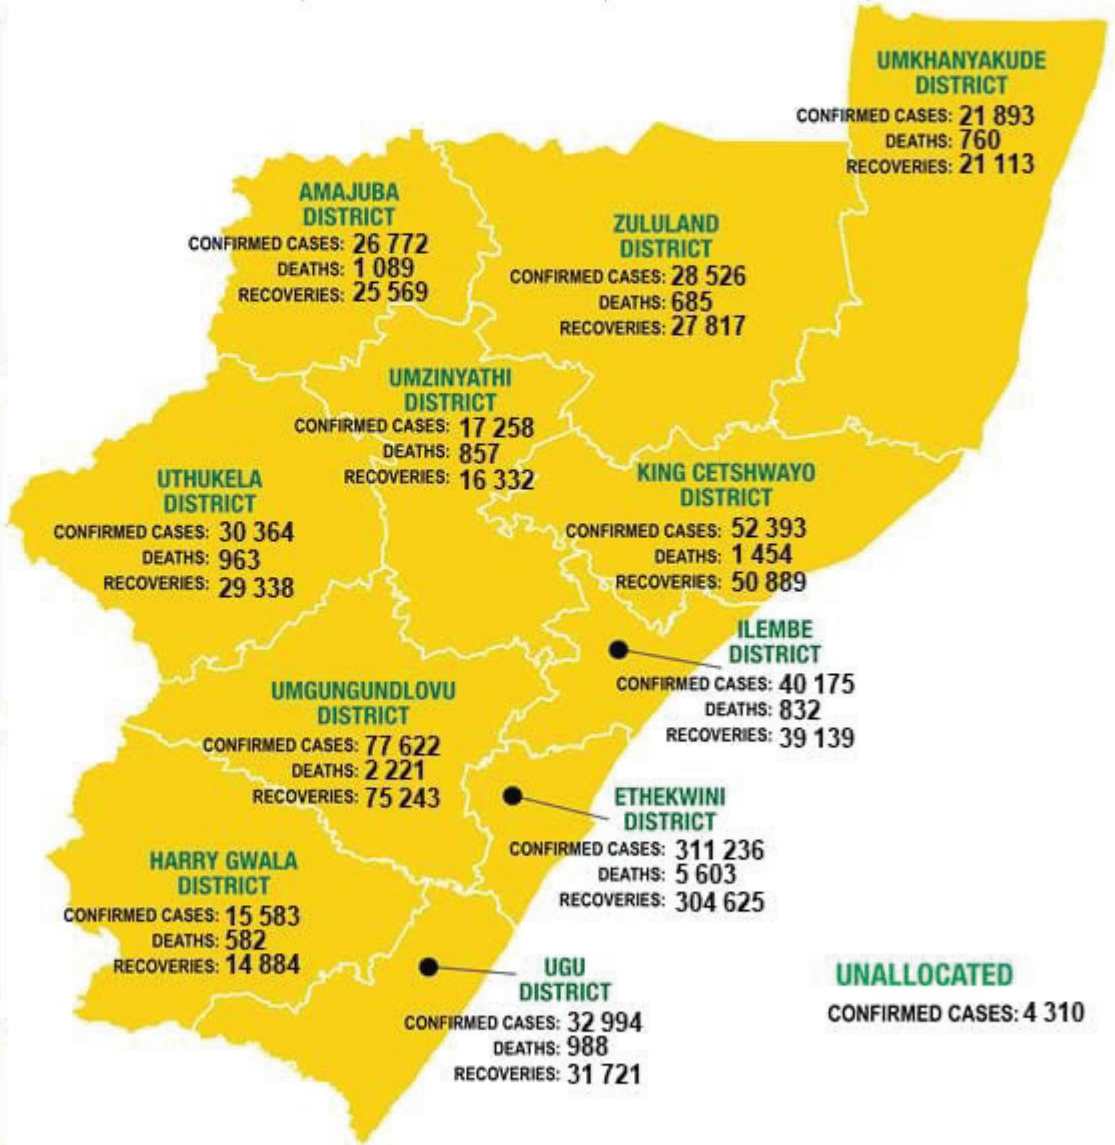 UMKHANYAKUDE
DISTRICT
CONFIRMED CASES: 21 893
DEATHS: 760
RECOVERIES: 21 113
AMAJUBA
DISTRICT
CONFIRMED CASES: 26 772
DEATHS: 1 089
RECOVERIES: 25 569
ZULULAND
DISTRICT
CONFIRMED CASES: 28 526
DEATHS: 685
RECOVERIES: 27 817
UMZINYATHI
DISTRICT
CONFIRMED CASES: 17 258
DEATHS: 857
RECOVERIES: 16 332
UTHUKELA
DISTRICT
CONFIRMED CASES: 30 364
DEATHS: 963
RECOVERIES: 29 338
KING CETSHWAYO
DISTRICT
CONFIRMED CASES: 52 393
DEATHS: 1 454
RECOVERIES: 50 889
ILEMBE
DISTRICT
CONFIRMED CASES: 40 175
DEATHS: 832
RECOVERIES: 39 139
UMGUNGUNDLOVU
DISTRICT
CONFIRMED CASES: 77 622
DEATHS: 2 221
RECOVERIES: 75 243
ETHEKWINI
DISTRICT
CONFIRMED CASES: 311 236
DEATHS: 5 603
RECOVERIES: 304 625
HARRY GWALA
DISTRICT
CONFIRMED CASES: 15 583
DEATHS: 582
RECOVERIES: 14 884
UGU
DISTRICT
CONFIRMED CASES: 32 994
DEATHS: 988
RECOVERIES: 31 721
UNALLOCATED
CONFIRMED CASES: 4 310